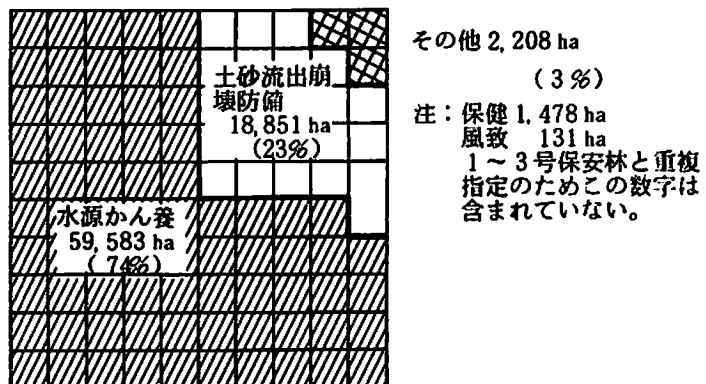 土砂流出崩
壊防備
18,851 ha
(23%)
水源かん養
59,583 ha
(74%)
その他 2,208 ha
(3%)
注:保健 1,478 ha
風致 131 ha
1~3号保安林と重複
指定のためこの数字は
含まれていない。